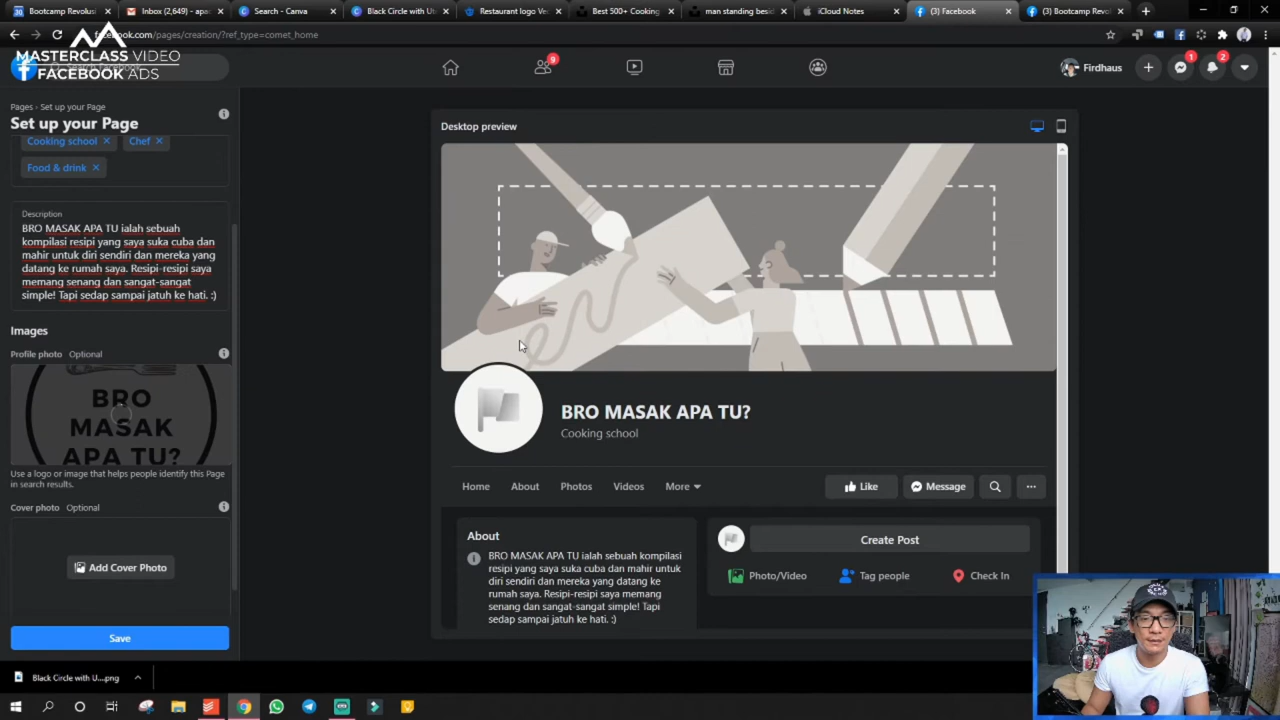 Bootcamp Revolusi
Inbox (2,649) - apac
Search - Canva
Black Circle with Ut
Restaurant logo Ve
Best 500+ Cooking
man standing besid
iCloud Notes
(3) Facebook
(3) Bootcamp Revol
facebook.com/pages/creation/?ref_type=comet_home
MASTERCLASS VIDEO
FACEBOOK ADS
9
Firdhaus
1
2
Pages · Set up your Page
Set up your Page
Cooking school
Chef
Food & drink
Description
BRO MASAK APA TU ialah sebuah
kompilasi resipi yang saya suka cuba dan
mahir untuk diri sendiri dan mereka yang
datang ke rumah saya. Resipi-resipi saya
memang senang dan sangat-sangat
simple! Tapi sedap sampai jatuh ke hati. :)
Images
Profile photo Optional
BRO
MASAK
APA TU?
Use a logo or image that helps people identify this Page
in search results.
Cover photo Optional
Add Cover Photo
Save
Desktop preview
BRO MASAK APA TU?
Cooking school
Home
About
Photos
Videos
More
Like
Message
About
BRO MASAK APA TU ialah sebuah kompilasi
resipi yang saya suka cuba dan mahir untuk
diri sendiri dan mereka yang datang ke
rumah saya. Resipi-resipi saya memang
senang dan sangat-sangat simple! Tapi
sedap sampai jatuh ke hati. :)
Create Post
Photo/Video
Tag people
Check In
Black Circle with U....png